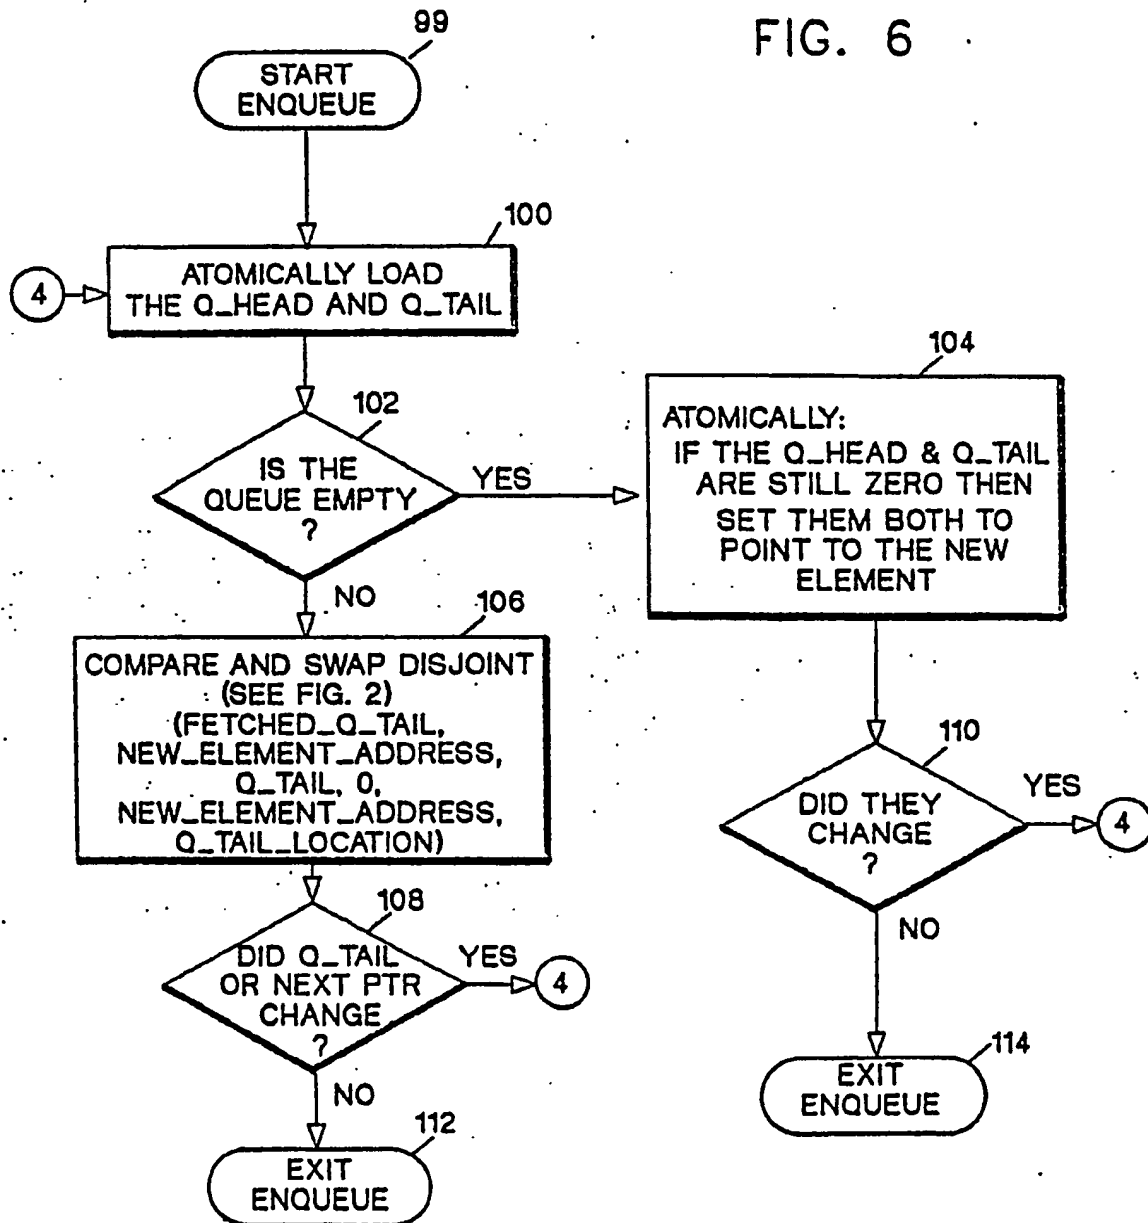 FIG. 6
99
START
ENQUEUE
100
4
ATOMICALLY LOAD
THE Q_HEAD AND Q_TAIL
102
IS THE
QUEUE EMPTY
?
YES
NO
104
ATOMICALLY:
IF THE Q_HEAD & Q_TAIL
ARE STILL ZERO THEN
SET THEM BOTH TO
POINT TO THE NEW
ELEMENT
106
COMPARE AND SWAP DISJOINT
(SEE FIG. 2)
(FETCHED_Q_TAIL,
NEW_ELEMENT_ADDRESS,
Q_TAIL, 0,
NEW_ELEMENT_ADDRESS,
Q_TAIL_LOCATION)
108
DID Q_TAIL
OR NEXT PTR
CHANGE
?
YES
4
NO
112
EXIT
ENQUEUE
110
DID THEY
CHANGE
?
YES
4
NO
114
EXIT
ENQUEUE